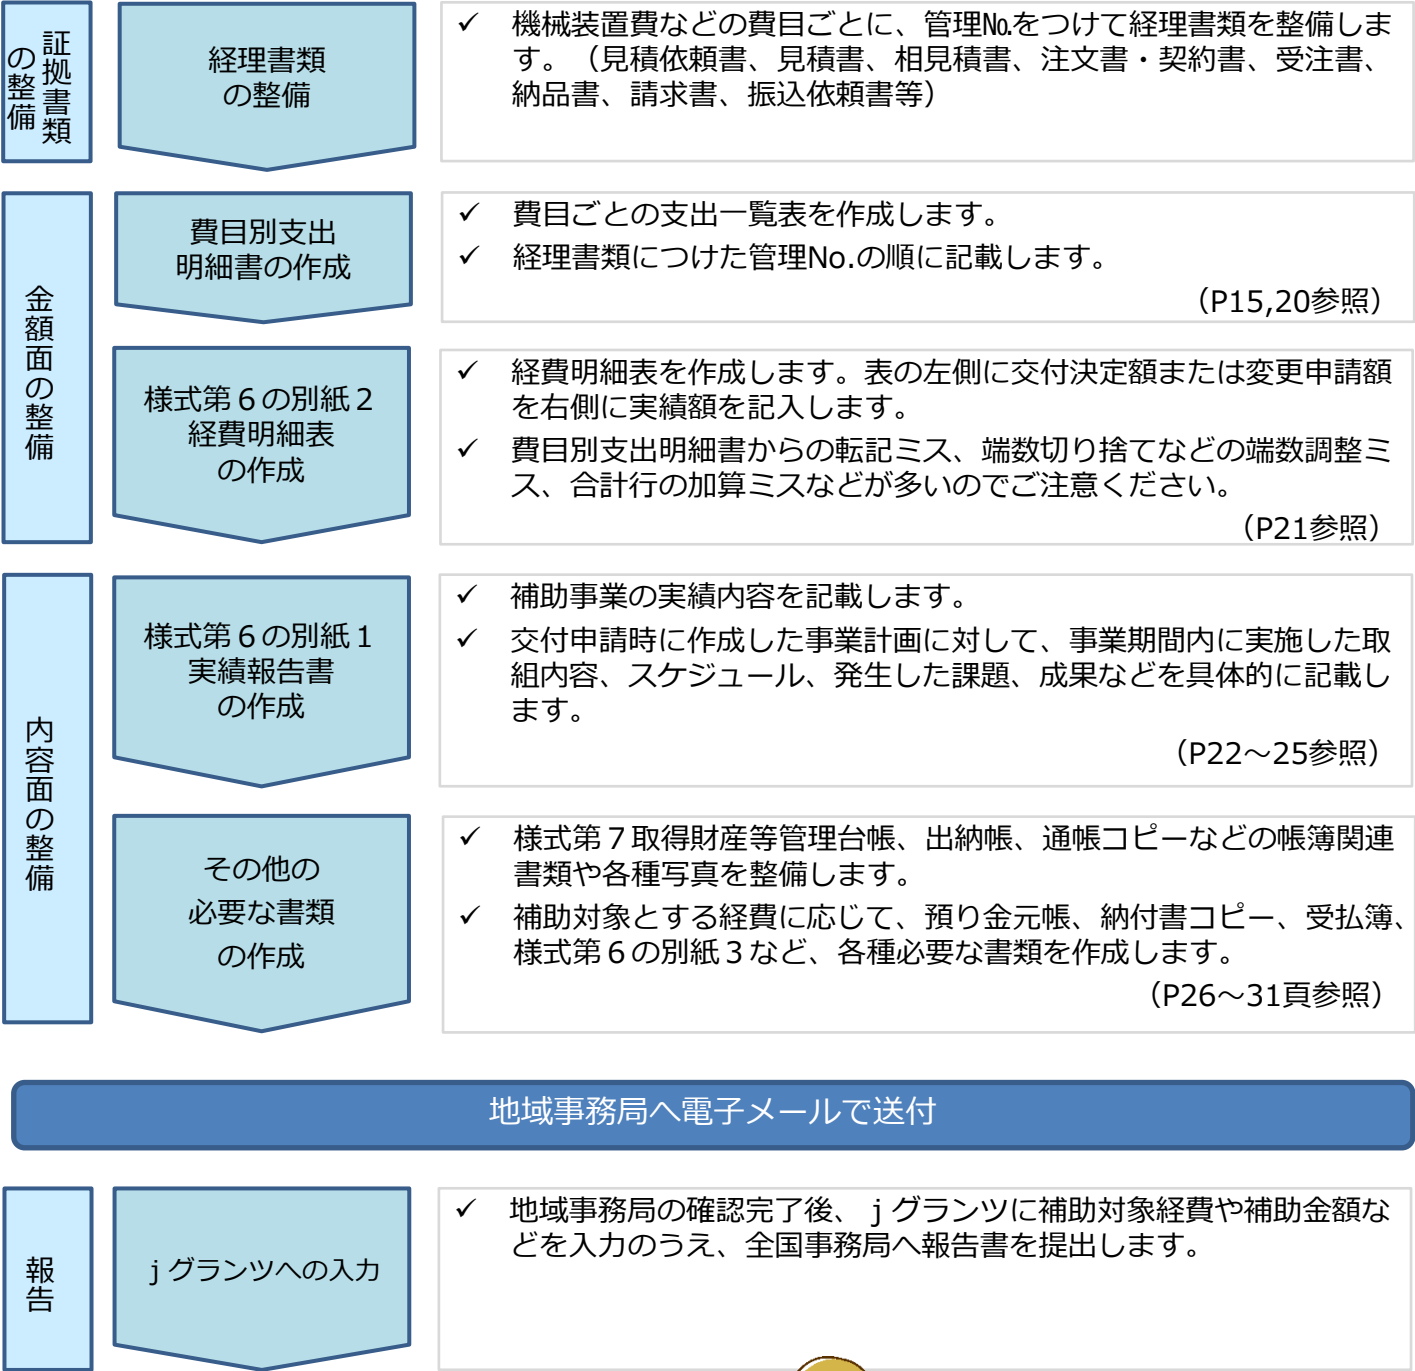 証拠書類
の整備
経理書類
の整備
✓ 機械装置費などの費目ごとに、管理№をつけて経理書類を整備しま
す。（見積依頼書、見積書、相見積書、注文書・契約書、受注書、
納品書、請求書、振込依頼書等）
金額面の整備
費目別支出
明細書の作成
✓ 費目ごとの支出一覧表を作成します。
✓ 経理書類につけた管理No.の順に記載します。
（P15,20参照）
様式第６の別紙２
経費明細表
の作成
✓ 経費明細表を作成します。表の左側に交付決定額または変更申請額
を右側に実績額を記入します。
✓ 費目別支出明細書からの転記ミス、端数切り捨てなどの端数調整ミ
ス、合計行の加算ミスなどが多いのでご注意ください。
（P21参照）
内容面の整備
様式第６の別紙１
実績報告書
の作成
✓ 補助事業の実績内容を記載します。
✓ 交付申請時に作成した事業計画に対して、事業期間内に実施した取
組内容、スケジュール、発生した課題、成果などを具体的に記載し
ます。
（P22～25参照）
その他の
必要な書類
の作成
✓ 様式第７取得財産等管理台帳、出納帳、通帳コピーなどの帳簿関連
書類や各種写真を整備します。
✓ 補助対象とする経費に応じて、預り金元帳、納付書コピー、受払簿、
様式第６の別紙３など、各種必要な書類を作成します。
（P26～31頁参照）
地域事務局へ電子メールで送付
報告
ｊグランツへの入力
✓ 地域事務局の確認完了後、ｊグランツに補助対象経費や補助金額な
どを入力のうえ、全国事務局へ報告書を提出します。